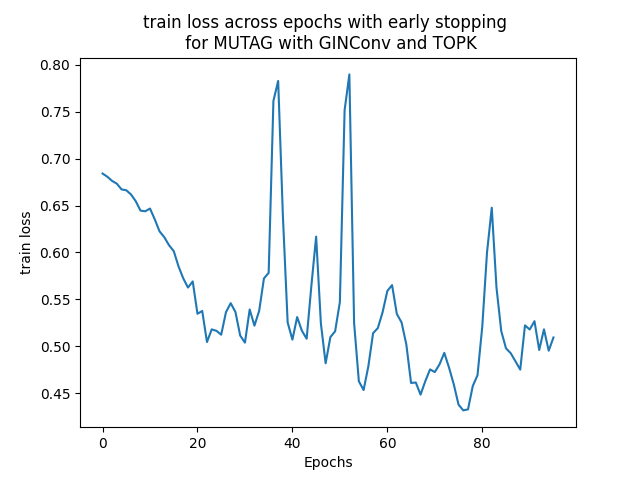 train loss across epochs with early stopping
for MUTAG with GINConv and TOPK
0.80
0.75
0.70
0.65
0.60
0.55
0.50
0.45
train loss
0 20 40 60 80
Epochs